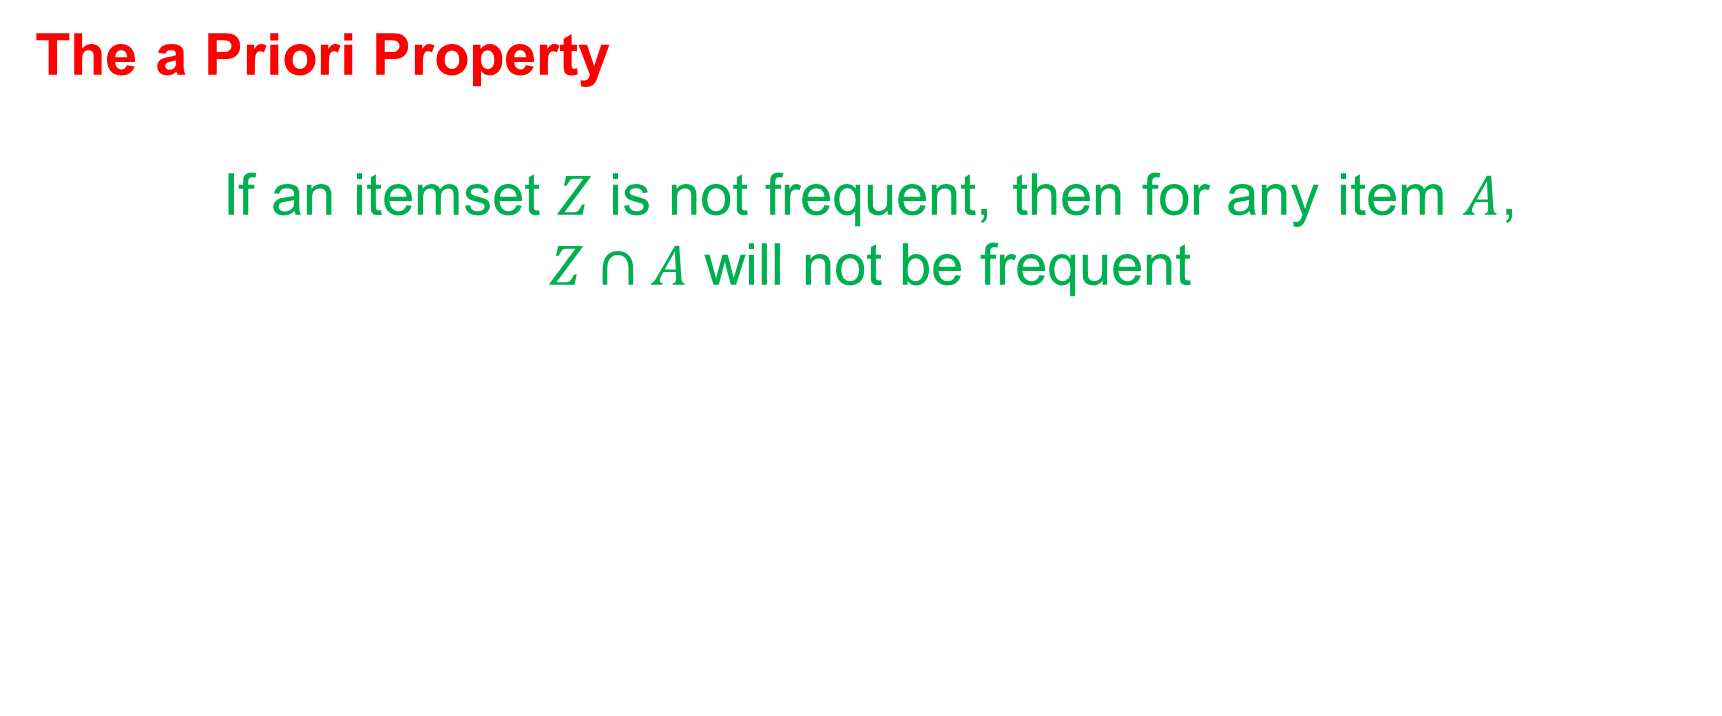 The a Priori Property
If an itemset Z is not frequent, then for any item A,
Z ∩ A will not be frequent